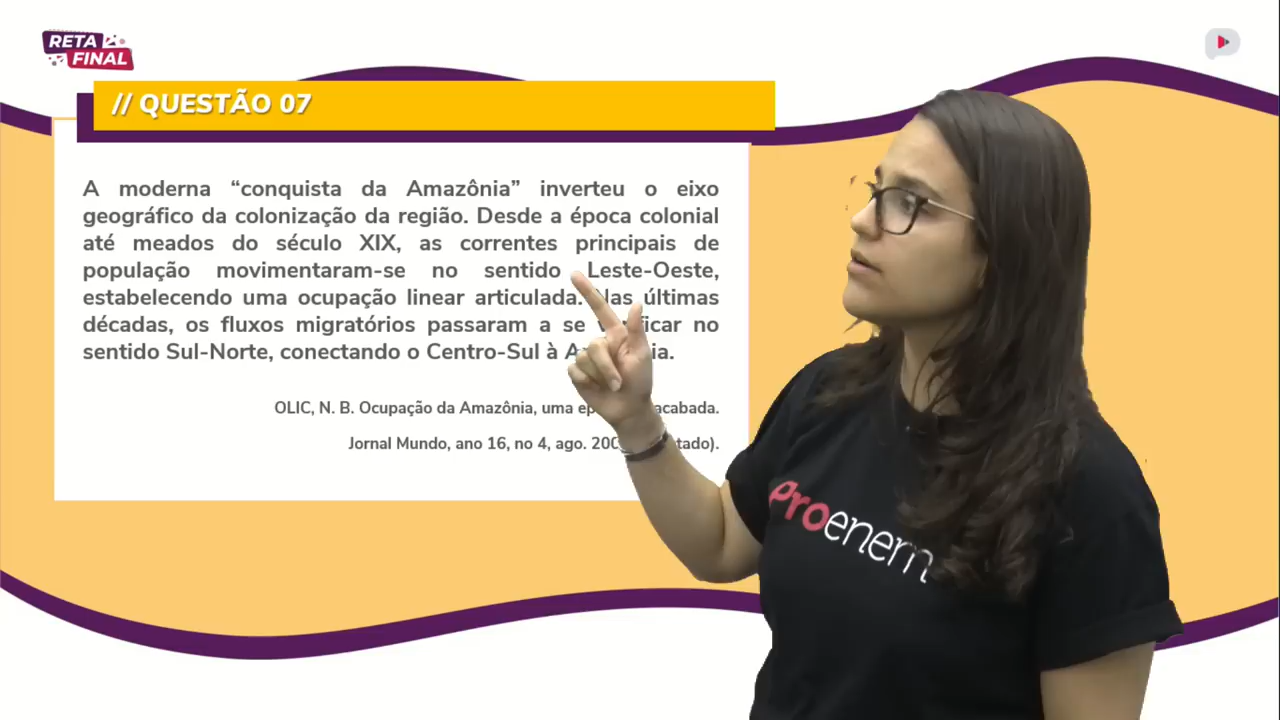 RETA
FINAL
// QUESTÃO 07
A moderna “conquista da Amazônia” inverteu o eixo
geográfico da colonização da região. Desde a época colonial
até meados do século XIX, as correntes principais de
população movimentaram-se no sentido Leste-Oeste,
estabelecendo uma ocupação linear articulada. Nas últimas
décadas, os fluxos migratórios passaram a se no
sentido Sul-Norte, conectando o Centro-Sul à
OLIC, N. B. Ocupação da Amazônia, uma
Jornal Mundo, ano 16, no 4, ago.
proenem